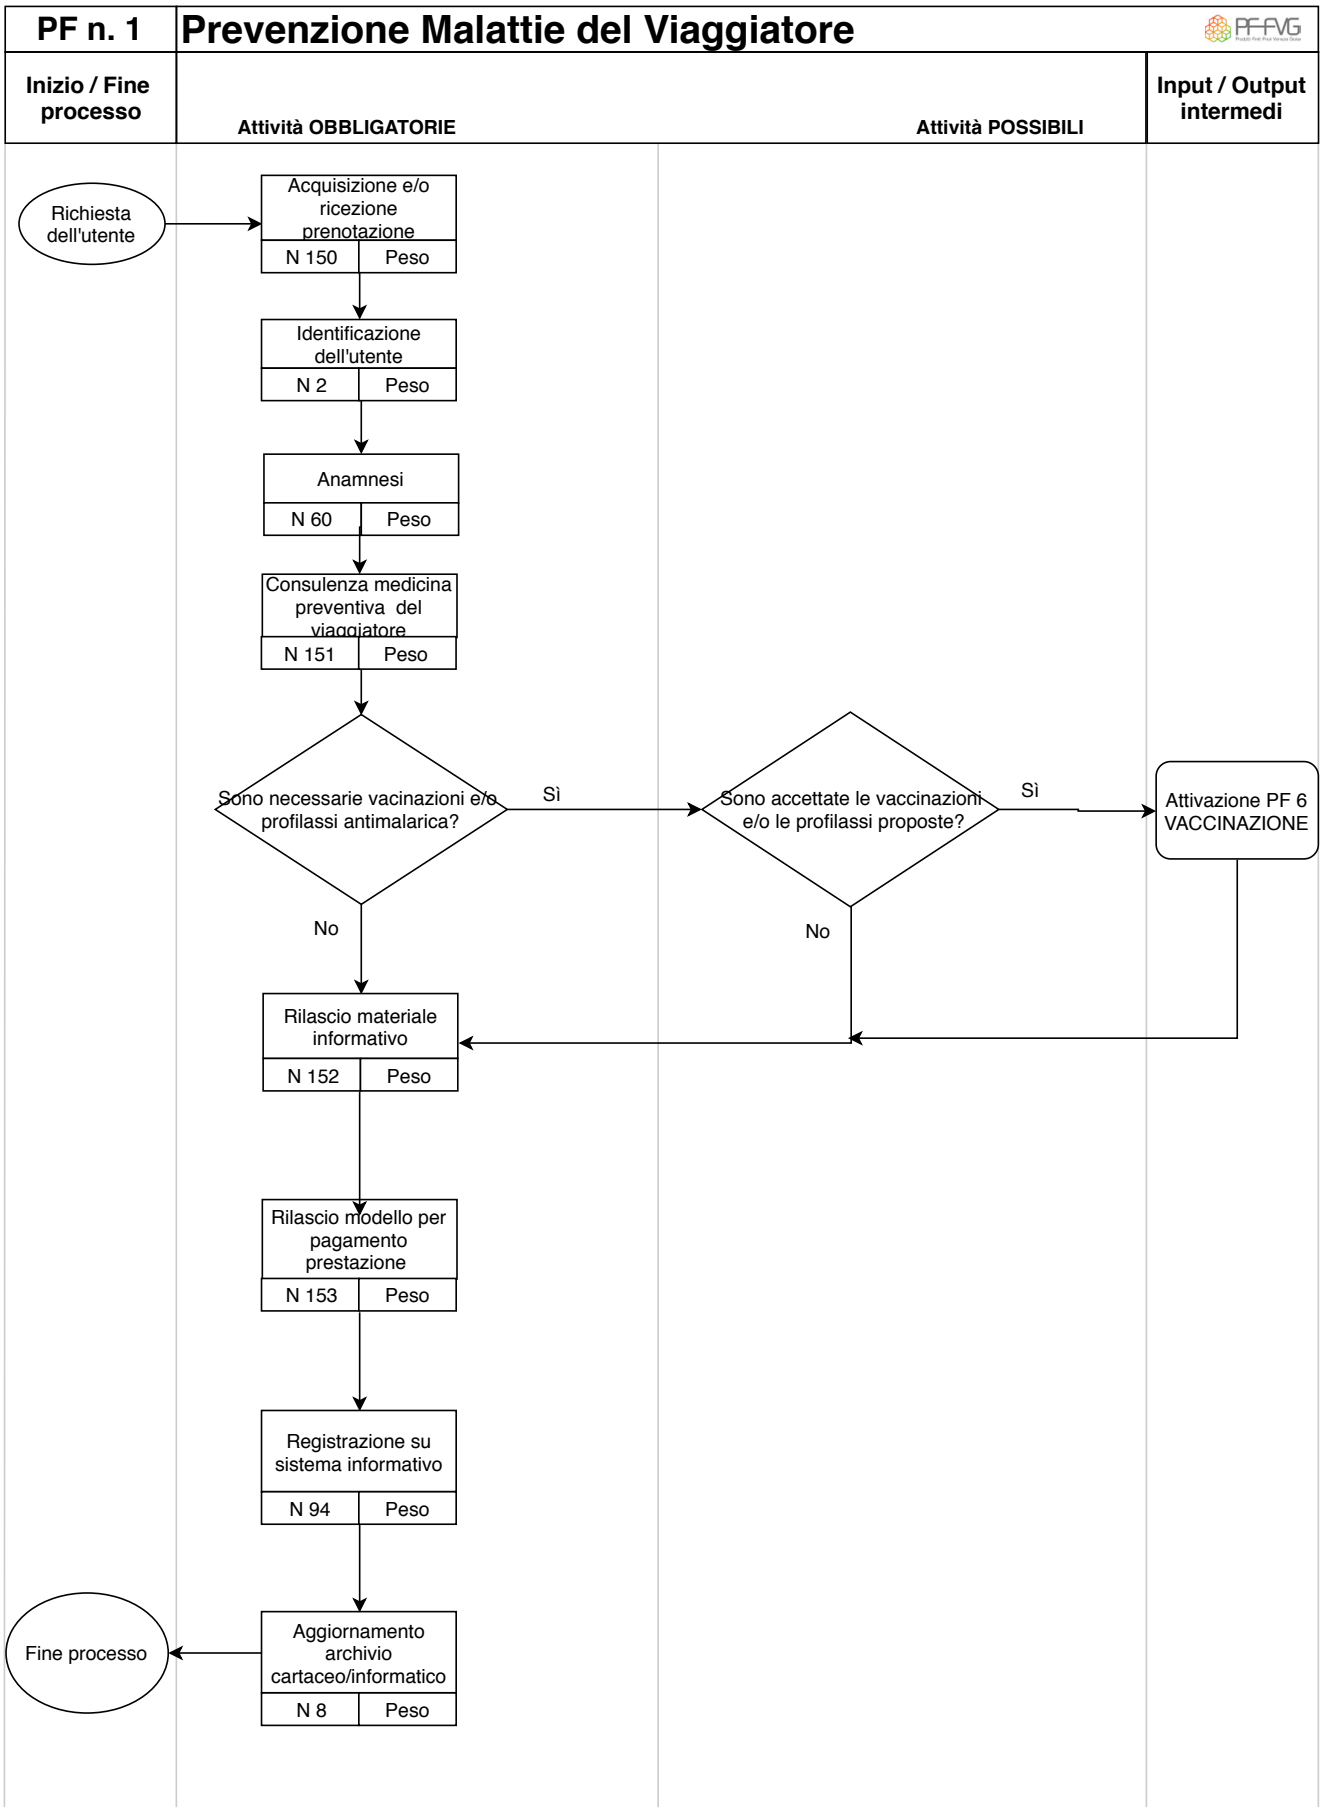 PF n. 1
Prevenzione Malattie del Viaggiatore
PF-FVG
Inizio / Fine
processo
Attività OBBLIGATORIE
Attività POSSIBILI
Input / Output
intermedi
Richiesta
dell'utente
Acquisizione e/o
ricezione
prenotazione
N 150
Peso
Identificazione
dell'utente
N 2
Peso
Anamnesi
N 60
Peso
Consulenza medicina
preventiva del
viaggiatore
N 151
Peso
Sono necessarie vacinazioni e/o
profilassi antimalarica?
Sì
Sono accettate le vaccinazioni
e/o le profilassi proposte?
Sì
Attivazione PF 6
VACCINAZIONE
No
No
Rilascio materiale
informativo
N 152
Peso
Rilascio modello per
pagamento
prestazione
N 153
Peso
Registrazione su
sistema informativo
N 94
Peso
Fine processo
Aggiornamento
archivio
cartaceo/informatico
N 8
Peso